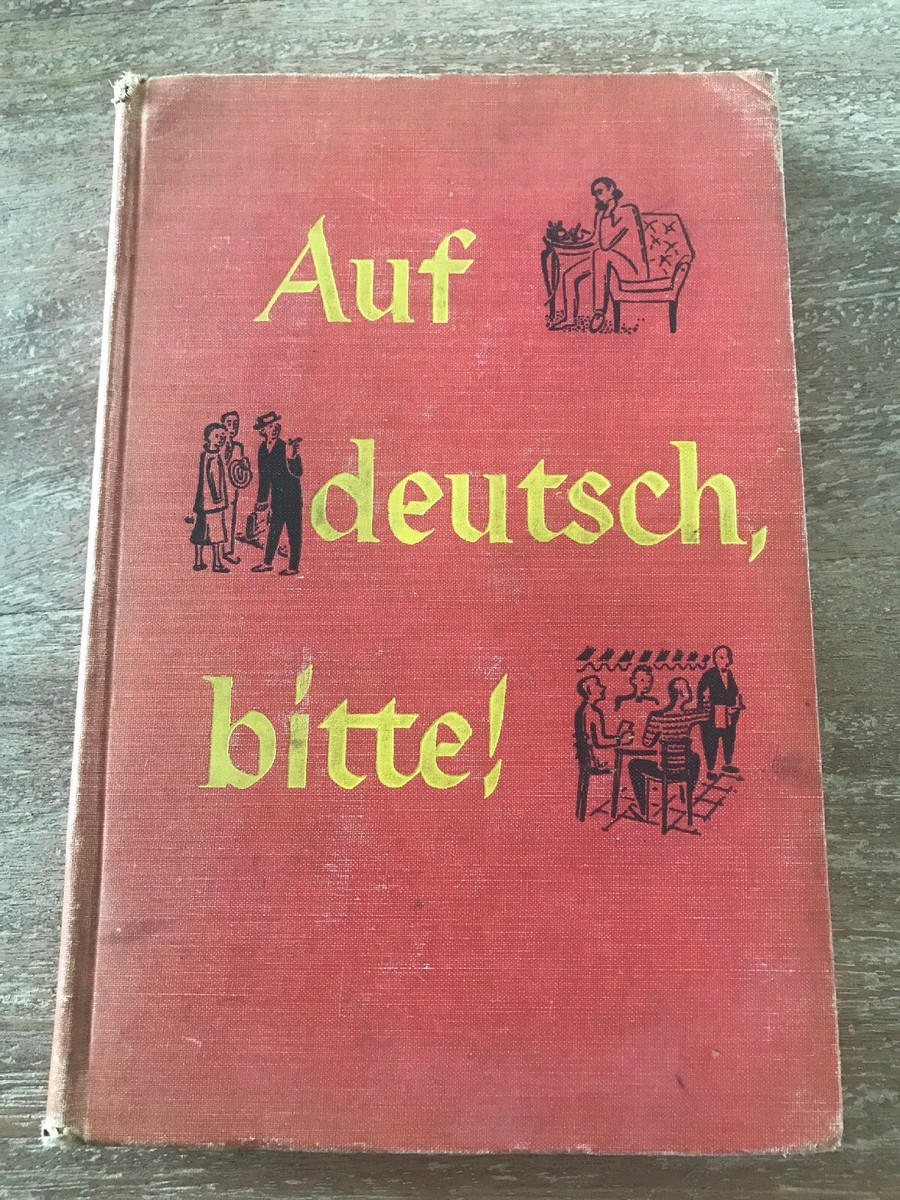 Auf
deutsch,
bitte!